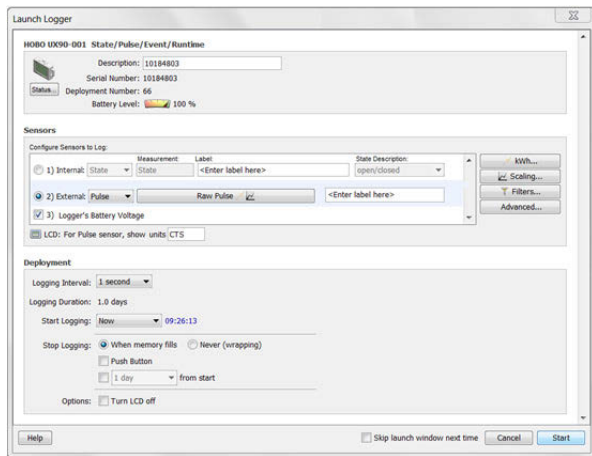 Launch Logger
HOBO UX90-001 State/Pulse/Event/Runtime
Description: 10184803
Serial Number: 10184803
Status... Deployment Number: 66
Battery Level: 100 %
Sensors
Configure Sensors to Log:
Measurement: Label: State Description:
1) Internal: State State <Enter label here> open/closed
kWh...
Scaling...
2) External: Pulse Raw Pulse <Enter label here>
Filters...
Advanced...
3) Logger's Battery Voltage
LCD: For Pulse sensor, show units CTS
Deployment
Logging Interval: 1 second
Logging Duration: 1.0 days
Start Logging: Now 09:26:13
Stop Logging: When memory fills Never (wrapping)
Push Button
1 day from start
Options: Turn LCD off
Help Skip launch window next time Cancel Start